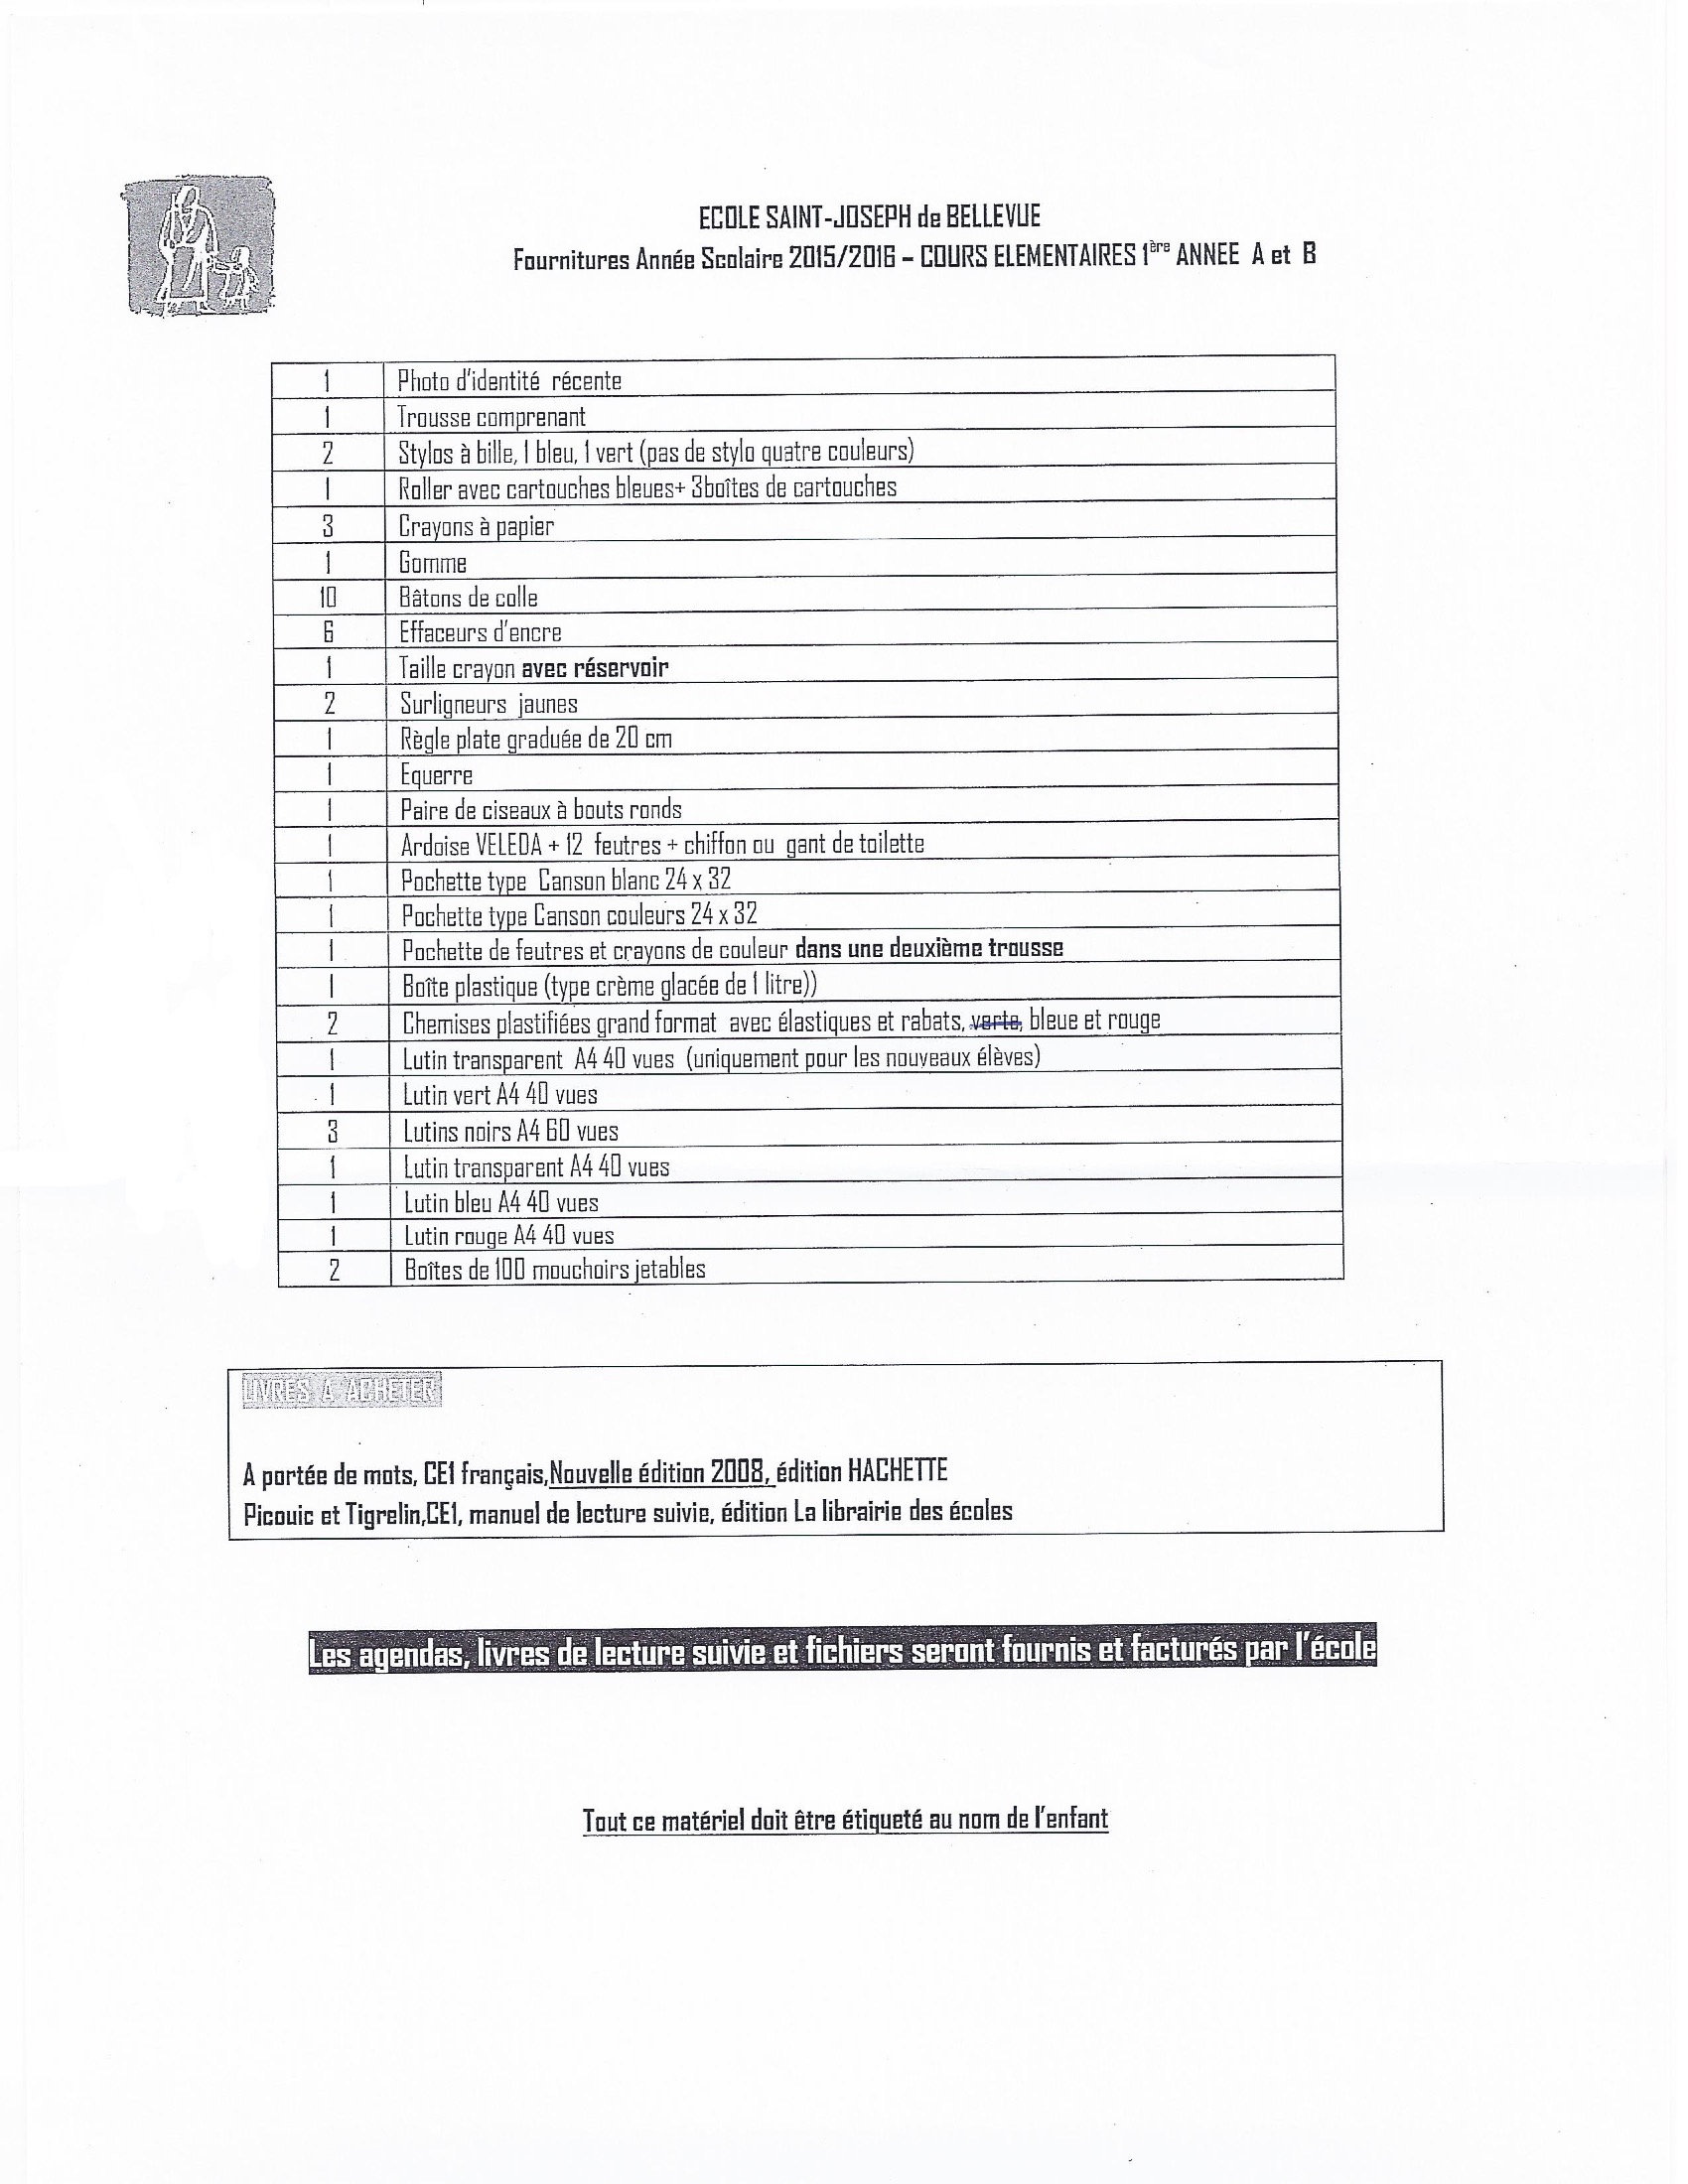 ECOLE SAINT-JOSEPH de BELLEVUE
Fournitures Année Scolaire 2015/2016 – COURS ELEMENTAIRES 1ère ANNEE A et B
1 Photo d'identité récente
1 Trousse comprenant
2 Stylos à bille, 1 bleu, 1 vert (pas de stylo quatre couleurs)
1 Roller avec cartouches bleues+ 3boîtes de cartouches
3 Crayons à papier
1 Gomme
10 Bâtons de colle
6 Effaceurs d'encre
1 Taille crayon avec réservoir
2 Surligneurs jaunes
1 Règle plate graduée de 20 cm
1 Equerre
1 Paire de ciseaux à bouts ronds
1 Ardoise VELEDA + 12 feutres + chiffon ou gant de toilette
1 Pochette type Canson blanc 24 x 32
1 Pochette type Canson couleurs 24 x 32
1 Pochette de feutres et crayons de couleur dans une deuxième trousse
1 Boîte plastique (type crème glacée de 1 litre))
2 Chemises plastifiées grand format avec élastiques et rabats, verte, bleue et rouge
1 Lutin transparent A4 40 vues (uniquement pour les nouveaux élèves)
1 Lutin vert A4 40 vues
3 Lutins noirs A4 60 vues
1 Lutin transparent A4 40 vues
1 Lutin bleu A4 40 vues
1 Lutin rouge A4 40 vues
2 Boîtes de 100 mouchoirs jetables
LIVRES A ACHETER
A portée de mots, CE1 français,Nouvelle édition 2008, édition HACHETTE
Picouic et Tigrelin,CE1, manuel de lecture suivie, édition La librairie des écoles
Les agendas, livres de lecture suivie et fichiers seront fournis et facturés par l'école
Tout ce matériel doit être étiqueté au nom de l'enfant